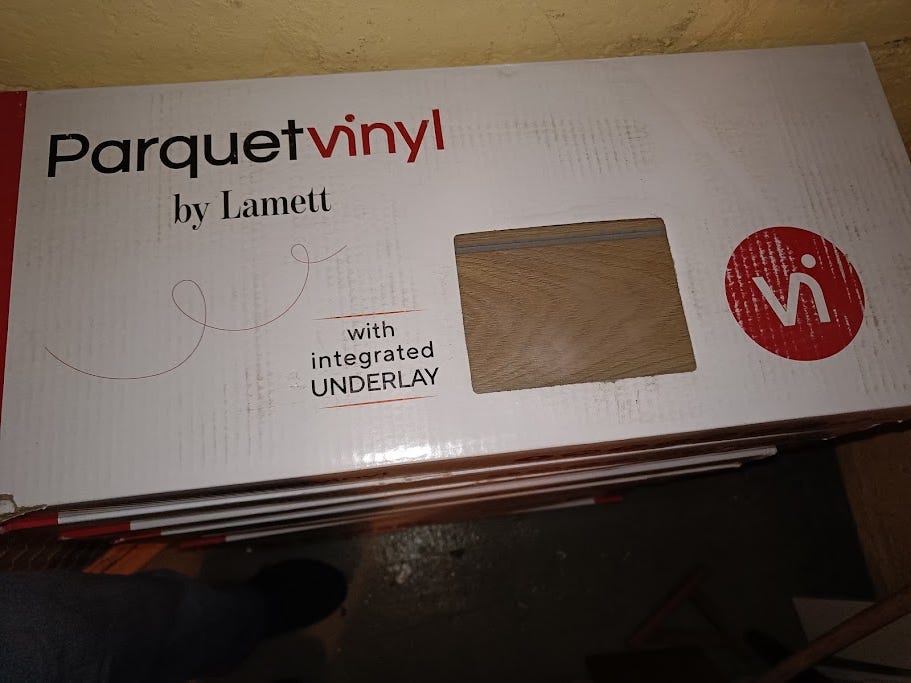 Parquetvinyl
by Lamett
with
integrated
UNDERLAY
vi